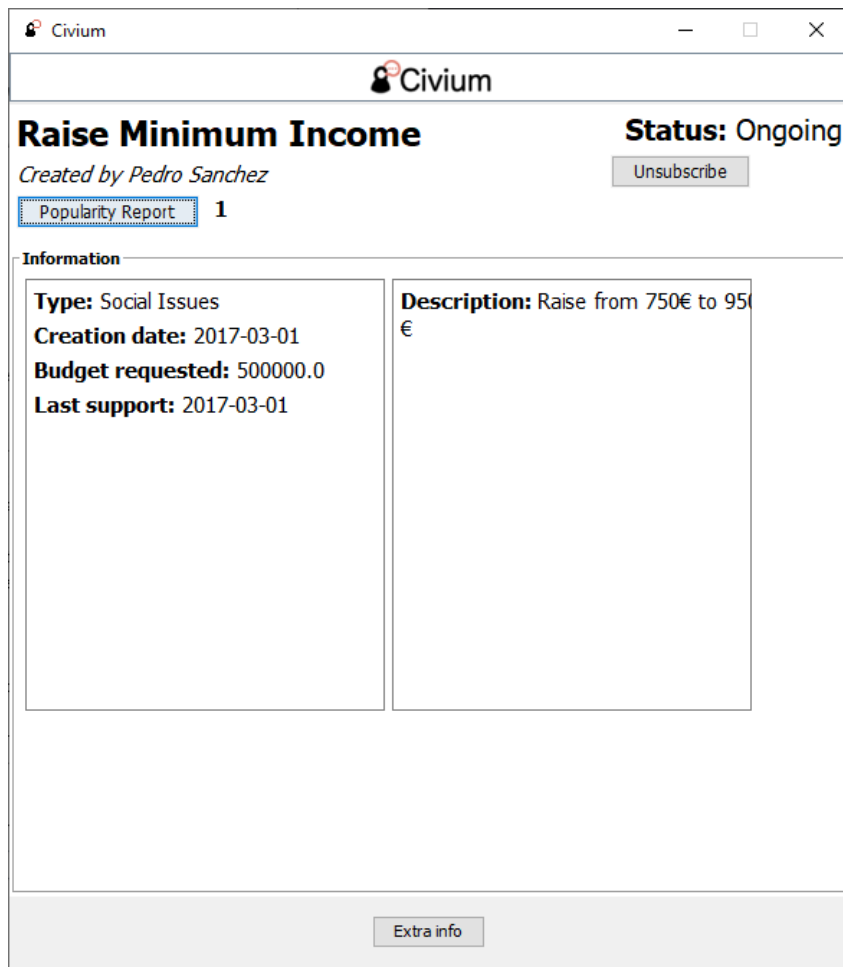 Civium
Civium
Raise Minimum Income
Status: Ongoing
Created by Pedro Sanchez
Unsubscribe
Popularity Report 1
Information
Type: Social Issues
Creation date: 2017-03-01
Budget requested: 500000.0
Last support: 2017-03-01
Description: Raise from 750€ to 950
€
Extra info